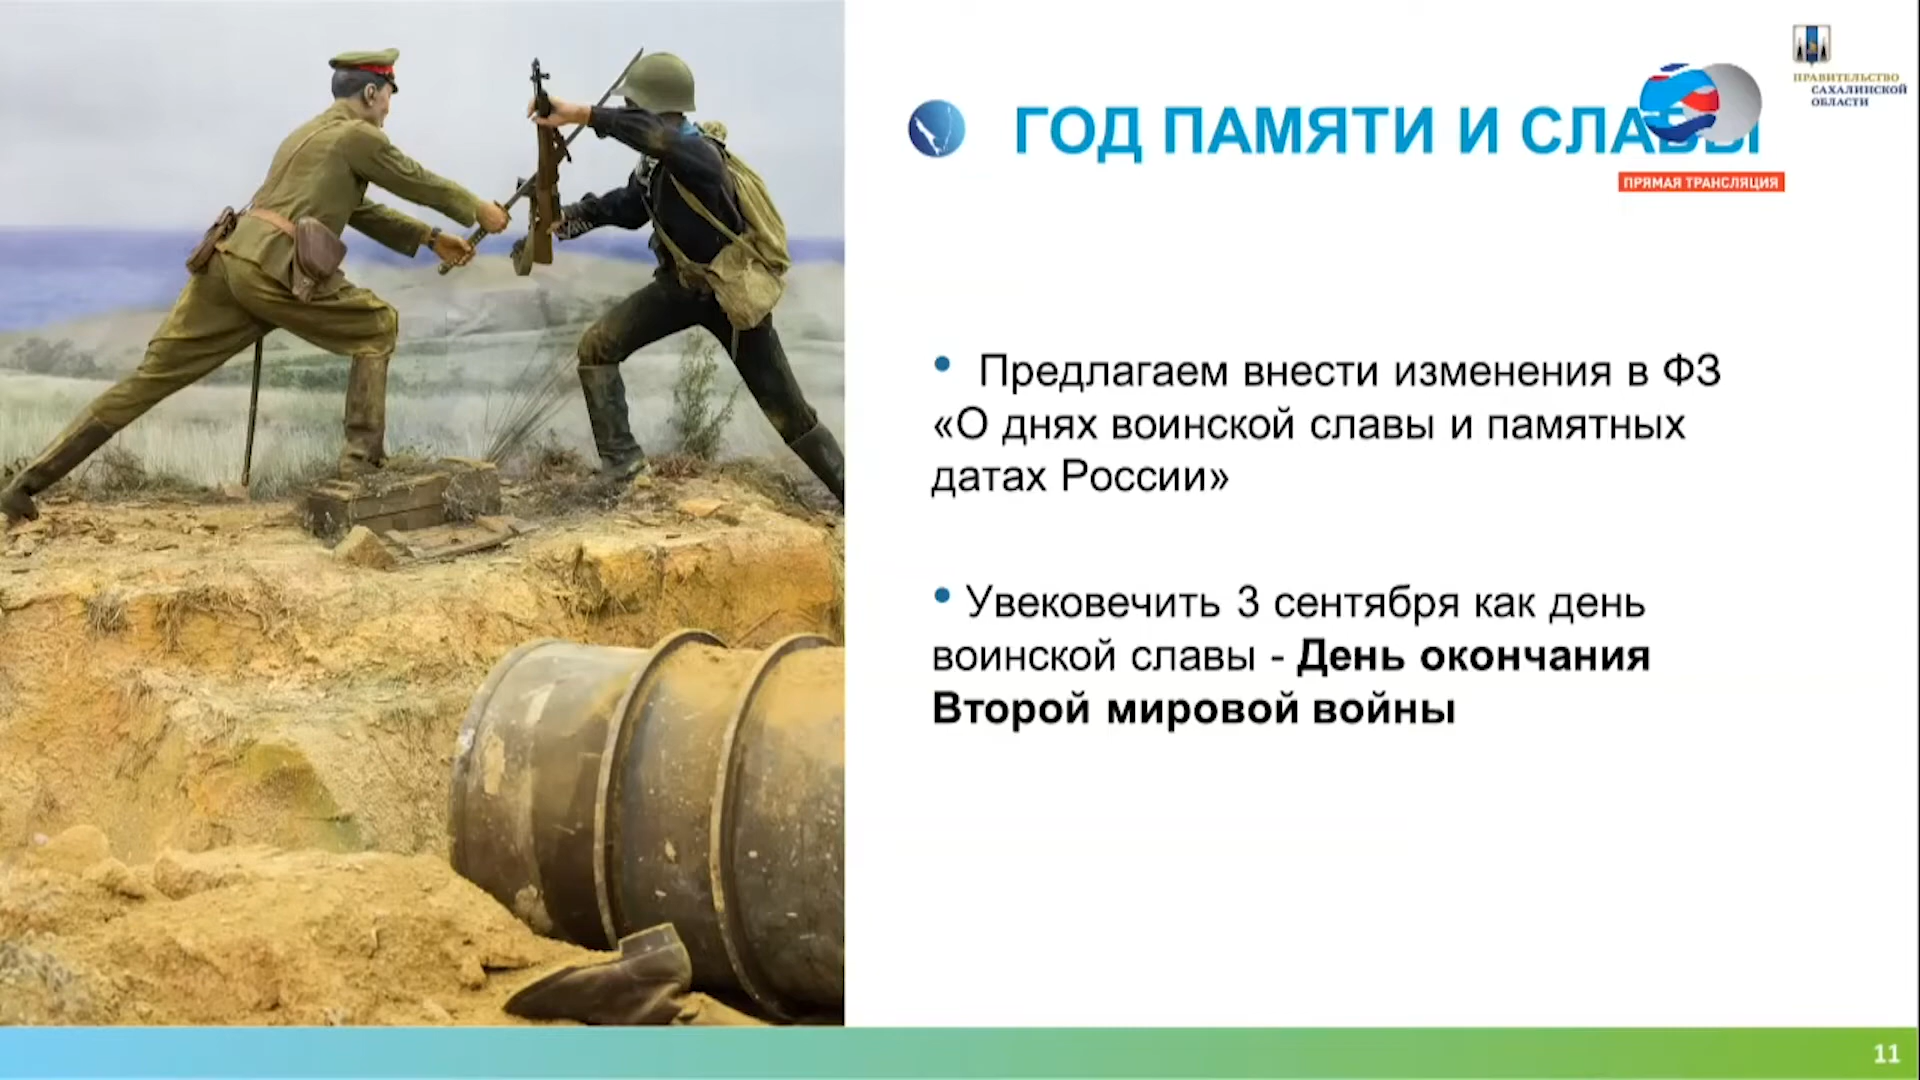 ГОД ПАМЯТИ И СЛАВЫ
ПРАВИТЕЛЬСТВО
САХАЛИНСКОЙ
ОБЛАСТИ
ПРЯМАЯ ТРАНСЛЯЦИЯ
• Предлагаем внести изменения в ФЗ
«О днях воинской славы и памятных
датах России»
• Увековечить 3 сентября как день
воинской славы - День окончания
Второй мировой войны
11